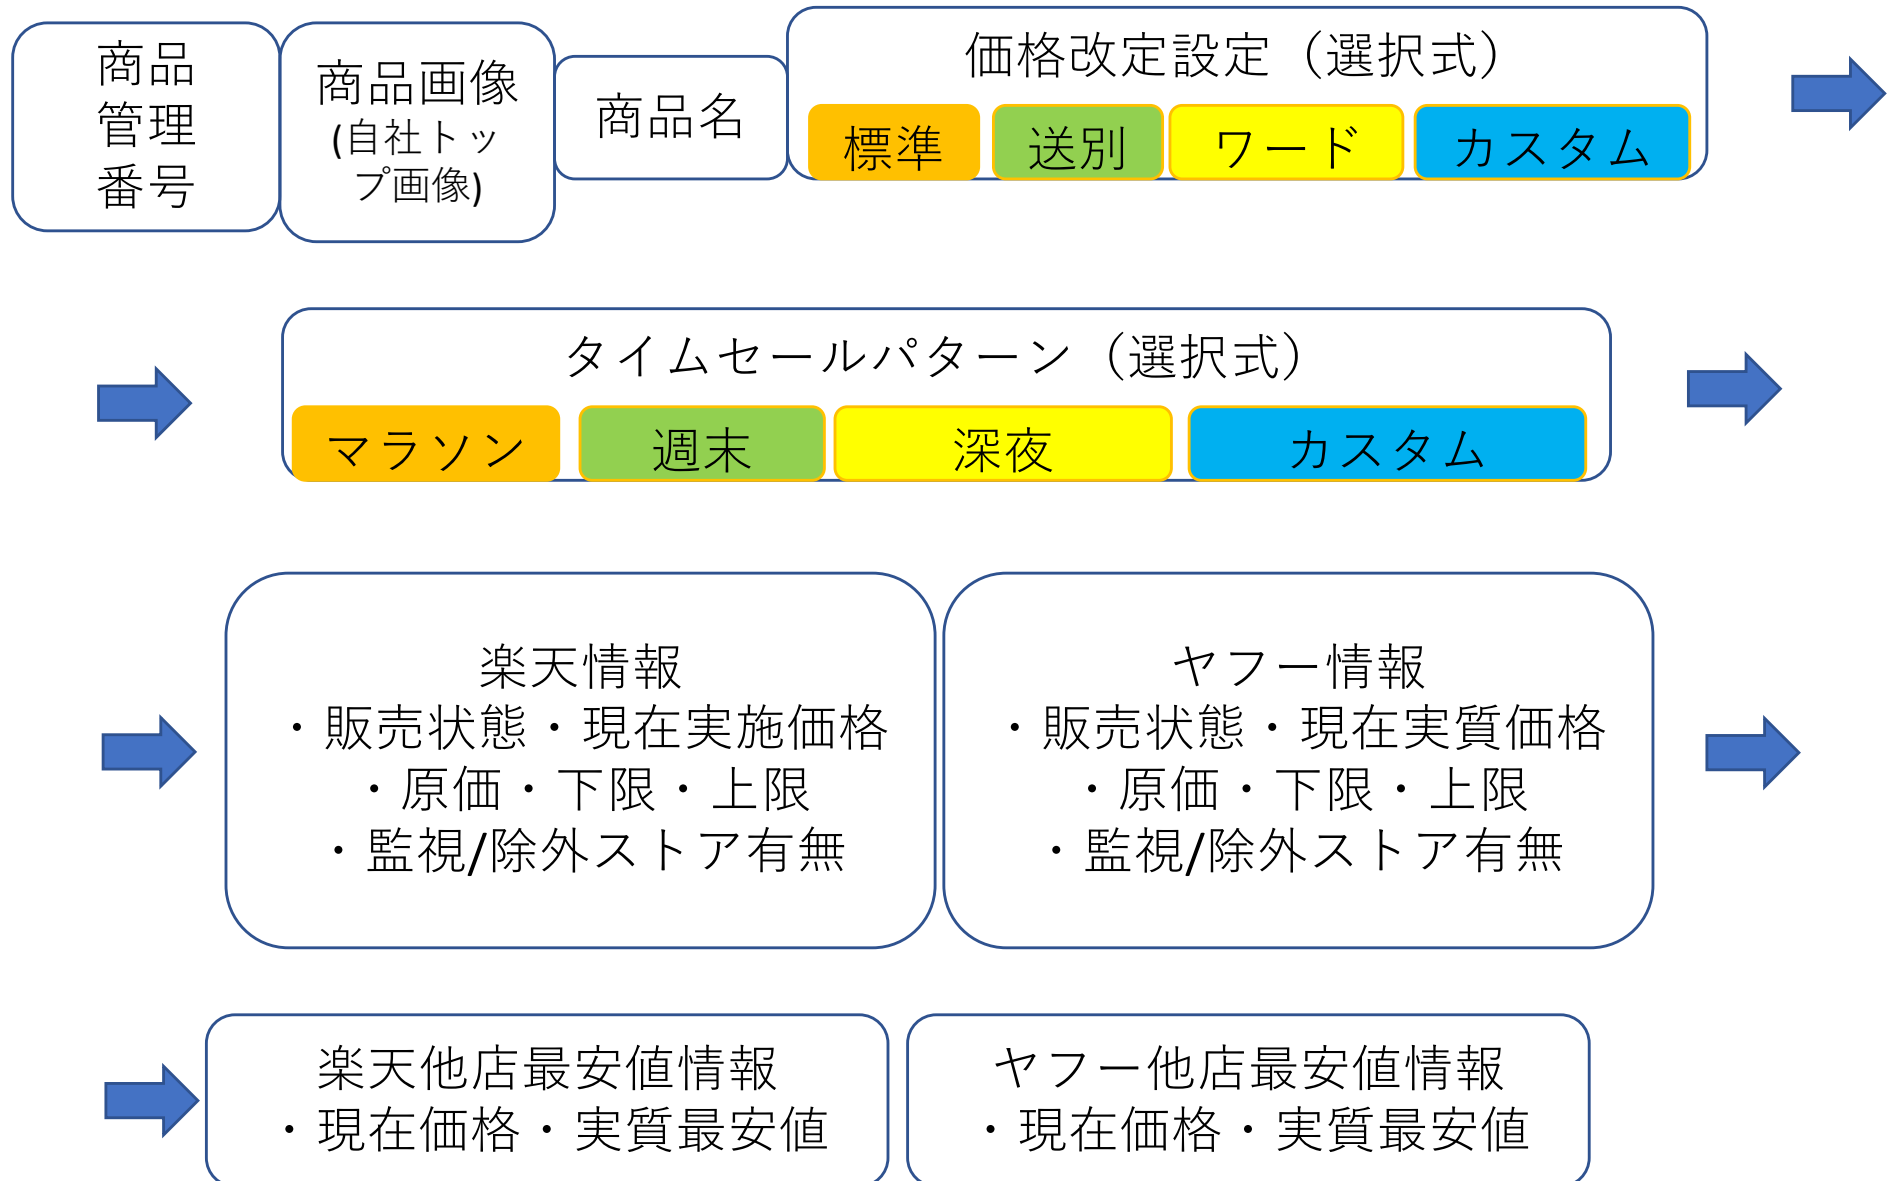 商品
管理
番号
商品画像
(自社トッ
プ画像)
商品名
価格改定設定（選択式）
標準
送別
ワード
カスタム
タイムセールパターン（選択式）
マラソン
週末
深夜
カスタム
楽天情報
・販売状態・現在実施価格
・原価・下限・上限
・監視/除外ストア有無
ヤフー情報
・販売状態・現在実質価格
・原価・下限・上限
・監視/除外ストア有無
楽天他店最安値情報
・現在価格・実質最安値
ヤフー他店最安値情報
・現在価格・実質最安値